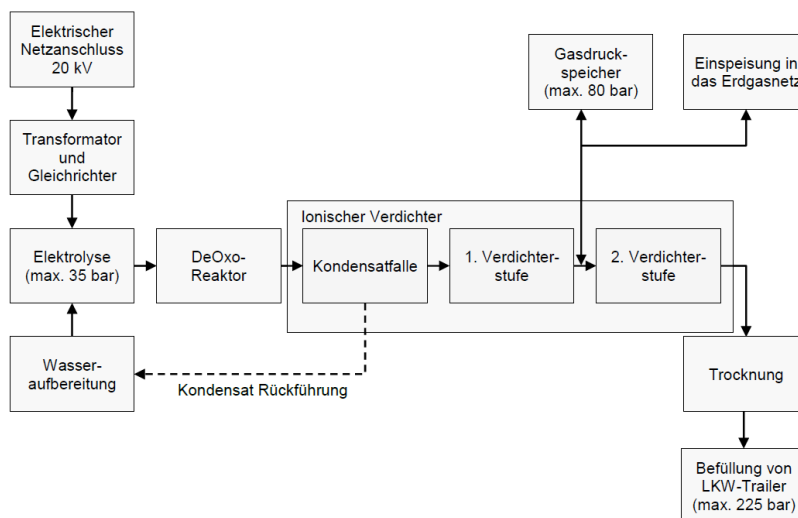 Elektrischer
Netzanschluss
20 kV
Gasdruck-
speicher
(max. 80 bar)
Einspeisung in
das Erdgasnetz
Transformator
und
Gleichrichter
Ionischer Verdichter
Elektrolyse
(max. 35 bar)
DeOxo-
Reaktor
Kondensatfalle
1. Verdichter-
stufe
2. Verdichter-
stufe
Wasser-
aufbereitung
Kondensat Rückführung
Trocknung
Befüllung von
LKW-Trailer
(max. 225 bar)